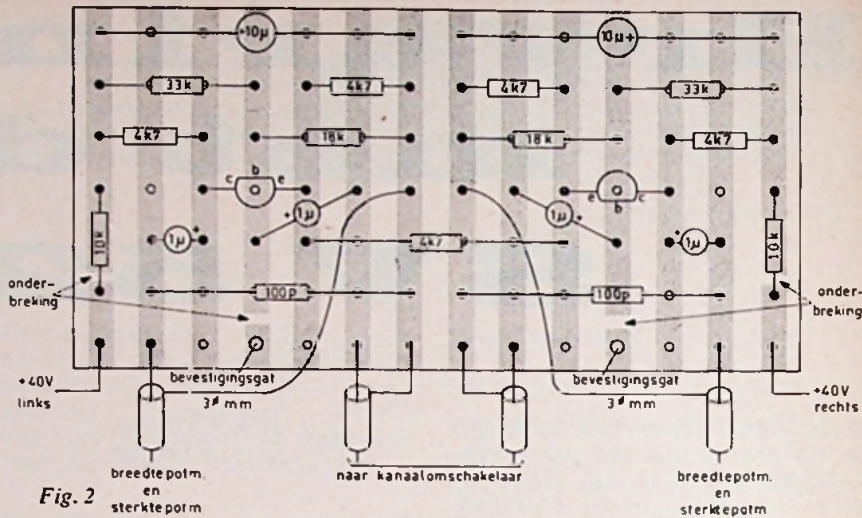 +10µ 10µ+
33k 4k7 4k7 33k
4k7 18k 18k 4k7
c b e + 1µ e b c 1µ +
10k 1µ + 4k7 + 1µ 10k
onder-
breking
100p 100p
onder-
breking
+40V
links
bevestigingsgat
3ø mm
bevestigingsgat
3ø mm
+40V
rechts
breedtepotm.
en
sterktepotm
naar kanaalomschakelaar
breedtepotm.
en
sterktepotm
Fig. 2